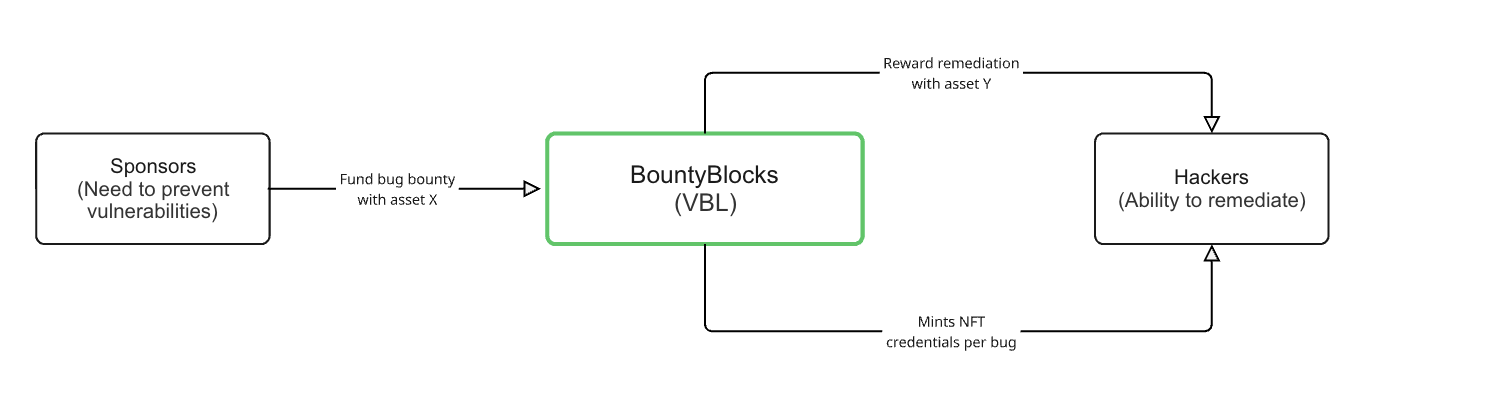 Reward remediation
with asset Y
Sponsors
(Need to prevent
vulnerabilities)
Fund bug bounty
with asset X
BountyBlocks
(VBL)
Hackers
(Ability to remediate)
Mints NFT
credentials per bug